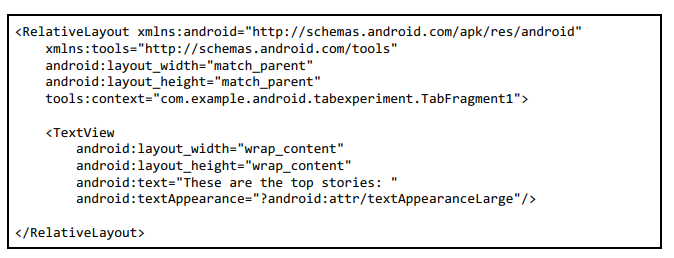 <RelativeLayout xmlns:android="http://schemas.android.com/apk/res/android"
    xmlns:tools="http://schemas.android.com/tools"
    android:layout_width="match_parent"
    android:layout_height="match_parent"
    tools:context="com.example.android.tabexperiment.TabFragment1">

    <TextView
        android:layout_width="wrap_content"
        android:layout_height="wrap_content"
        android:text="These are the top stories: "
        android:textAppearance="?android:attr/textAppearanceLarge"/>

</RelativeLayout>